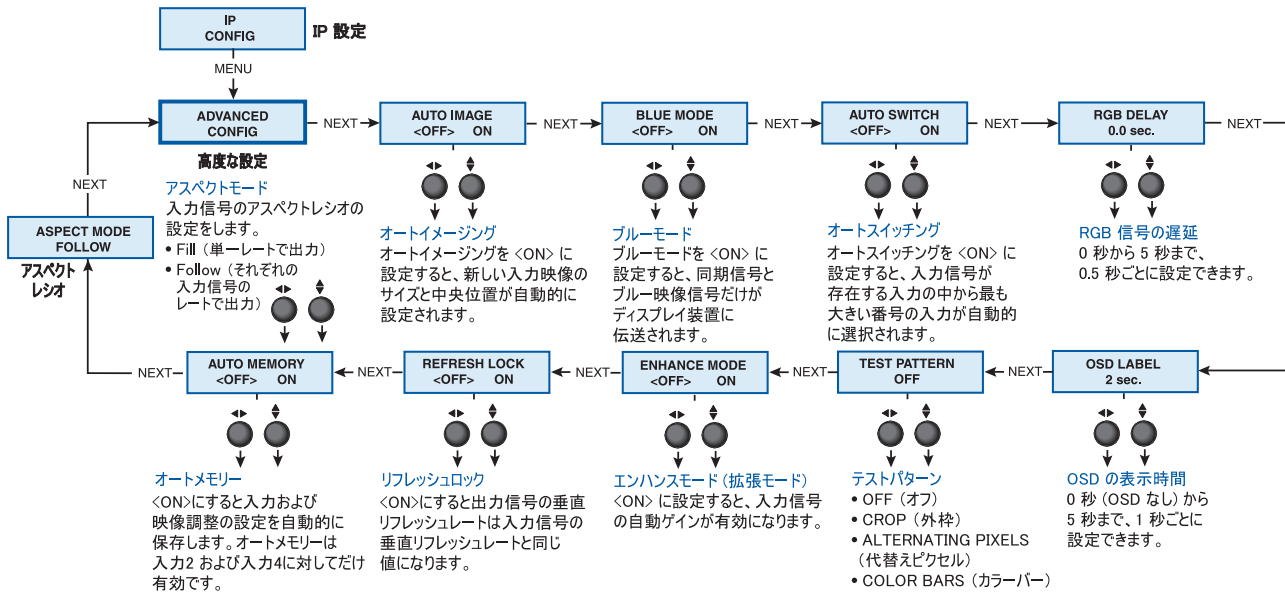 IP
CONFIG
IP 設定
MENU
ADVANCED
CONFIG
高度な設定
NEXT
AUTO IMAGE
<OFF> ON
NEXT
BLUE MODE
<OFF> ON
NEXT
AUTO SWITCH
<OFF> ON
NEXT
RGB DELAY
0.0 sec.
NEXT
オートイメージング
オートイメージングを <ON> に
設定すると、新しい入力映像の
サイズと中央位置が自動的に
設定されます。
ブルーモード
ブルーモードを <ON> に
設定すると、同期信号と
ブルー映像信号だけが
ディスプレイ装置に
伝送されます。
オートスイッチング
オートスイッチングを <ON> に
設定すると、入力信号が
存在する入力の中から最も
大きい番号の入力が自動的
に選択されます。
RGB 信号の遅延
0 秒から 5 秒まで、
0.5 秒ごとに設定できます。
NEXT
ASPECT MODE
FOLLOW
アスペクト
レシオ
アスペクトモード
入力信号のアスペクトレシオの
設定をします。
• Fill (単一レートで出力)
• Follow (それぞれの
入力信号の
レートで出力)
NEXT
AUTO MEMORY
<OFF> ON
NEXT
REFRESH LOCK
<OFF> ON
NEXT
ENHANCE MODE
<OFF> ON
NEXT
TEST PATTERN
OFF
NEXT
OSD LABEL
2 sec.
オートメモリー
<ON>にすると入力および
映像調整の設定を自動的に
保存します。オートメモリーは
入力2 および入力4に対してだけ
有効です。
リフレッシュロック
<ON>にすると出力信号の垂直
リフレッシュレートは入力信号の
垂直リフレッシュレートと同じ
値になります。
エンハンスモード(拡張モード)
<ON> に設定すると、入力信号
の自動ゲインが有効になります。
テストパターン
• OFF (オフ)
• CROP (外枠)
• ALTERNATING PIXELS
(代替えピクセル)
• COLOR BARS (カラーバー)
OSD の表示時間
0 秒 (OSD なし) から
5 秒まで、1 秒ごとに
設定できます。